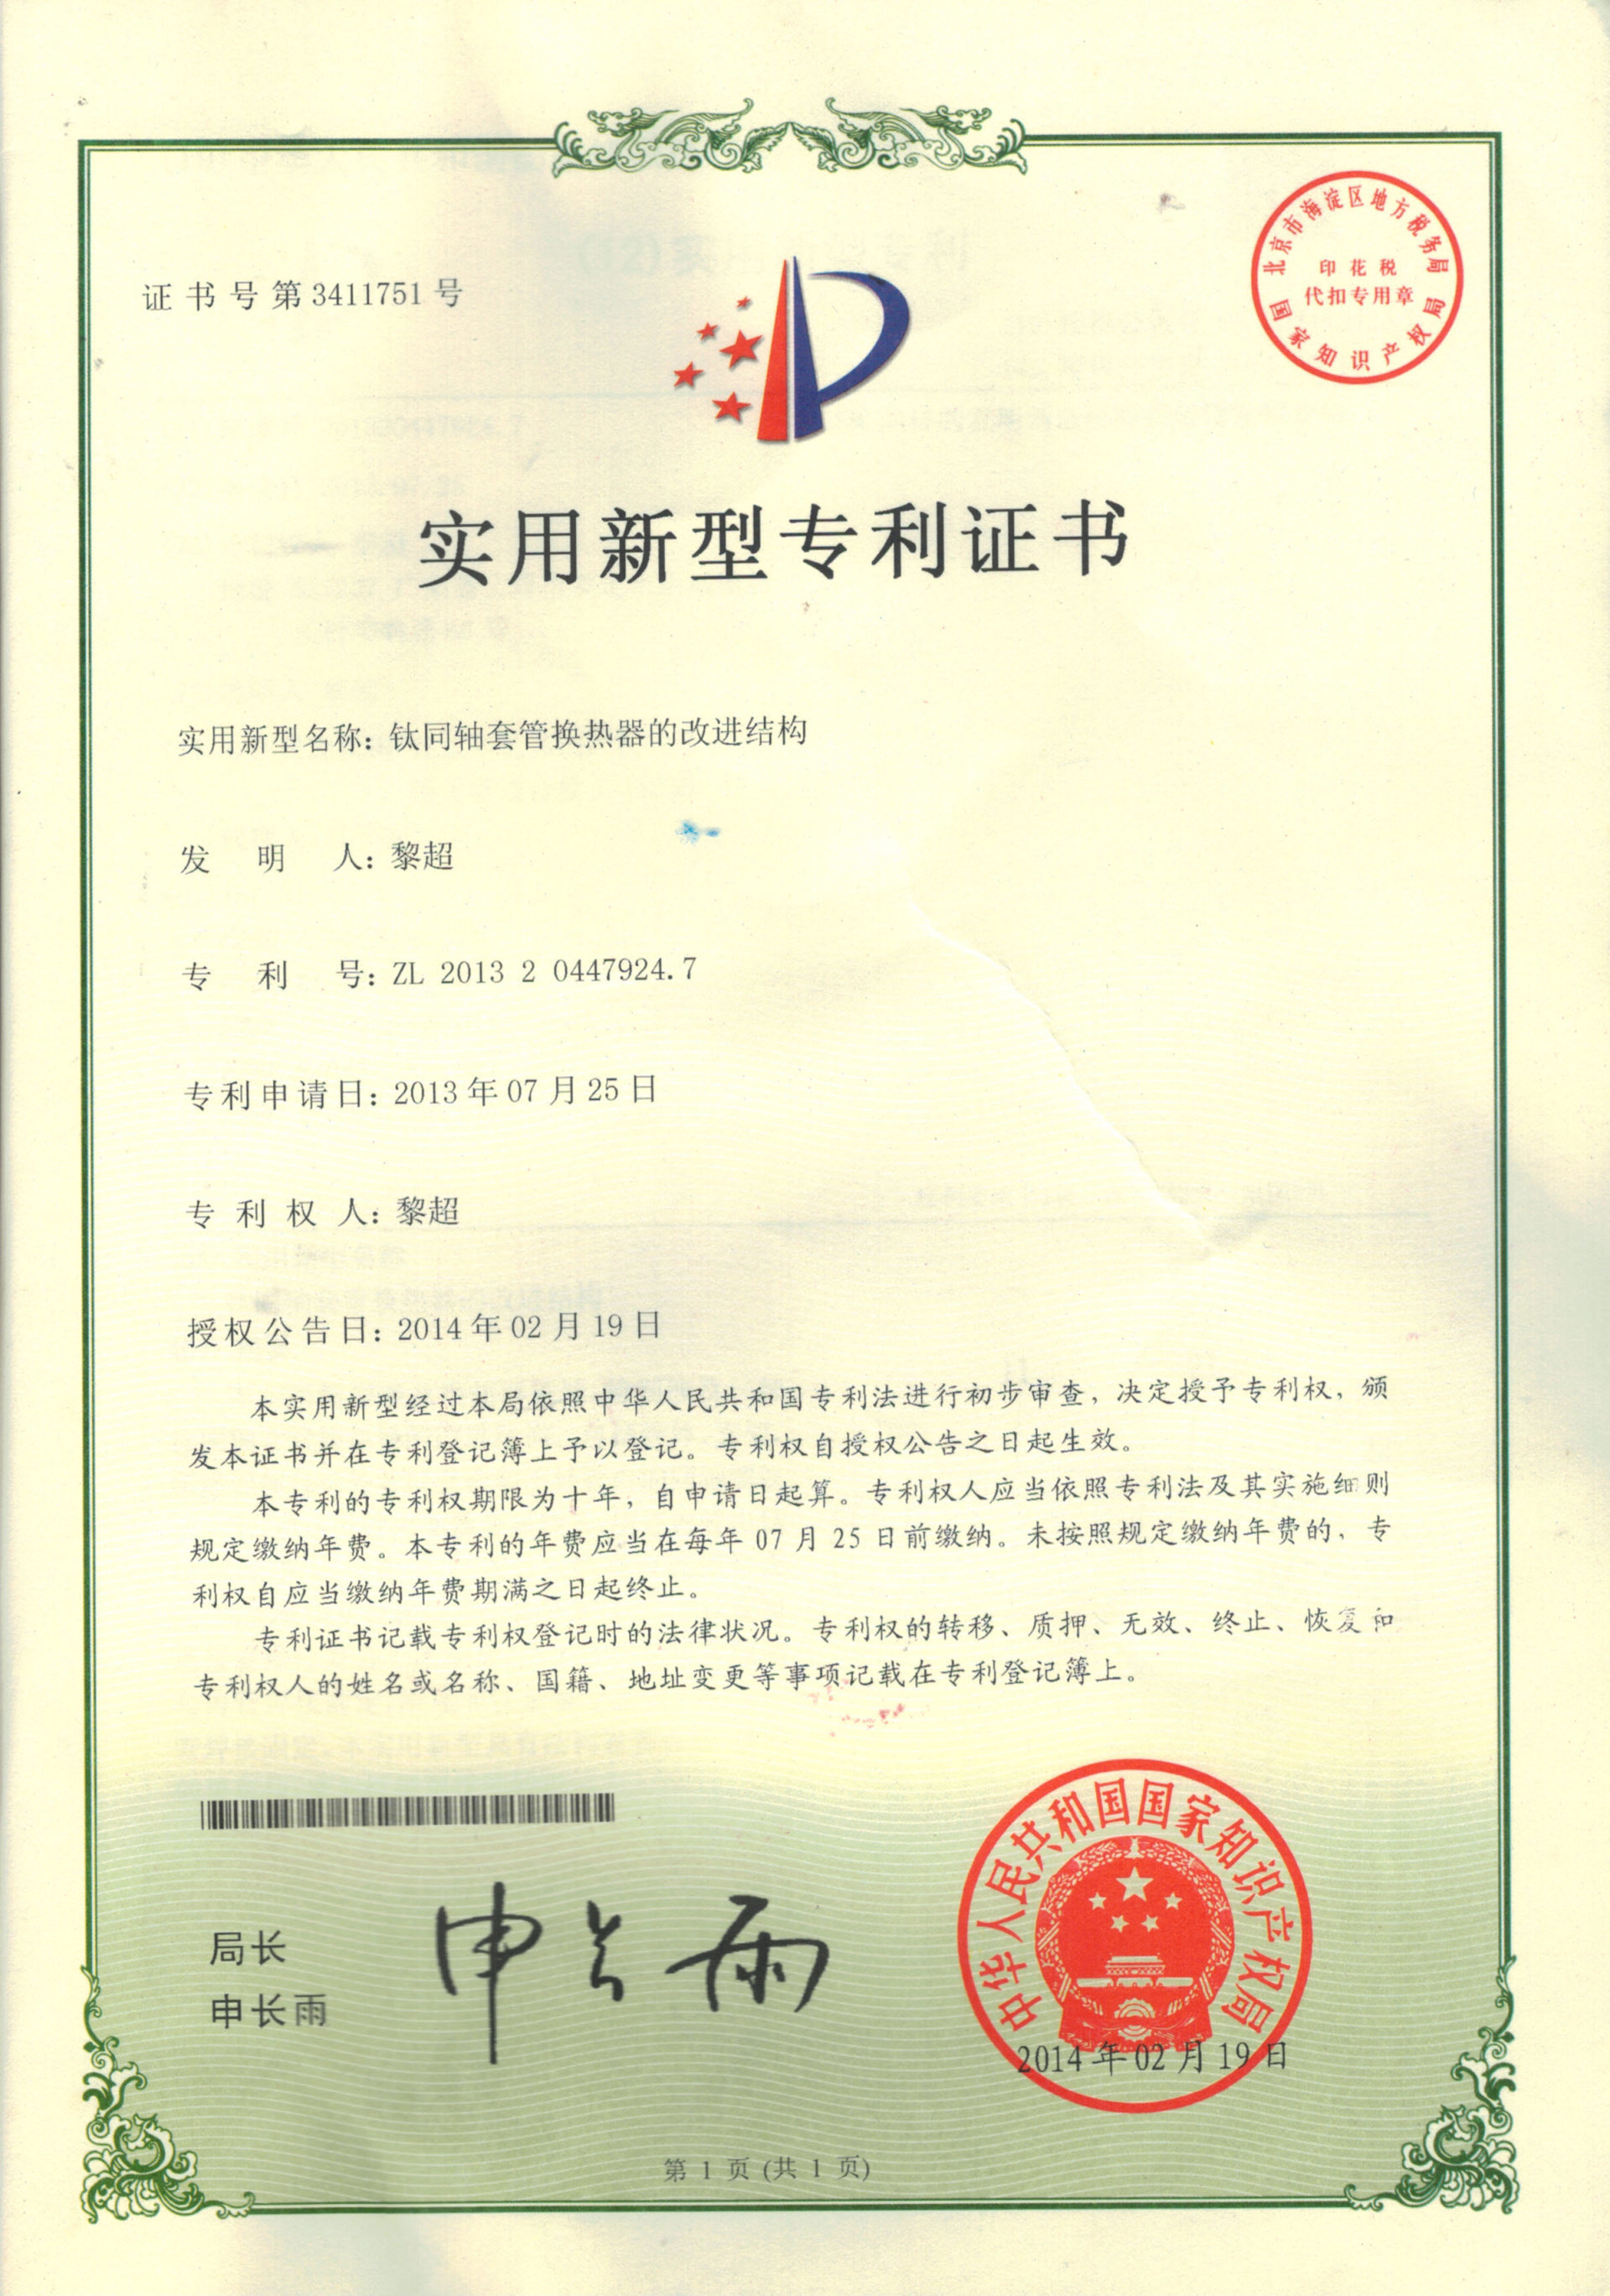 证书号第3411751号
北京市海淀区地方税务局
印花税
代扣专用章
国家知识产权局
实用新型专利证书
实用新型名称：钛同轴套管换热器的改进结构
发明人：黎超
专利号：ZL 2013 2 0447924.7
专利申请日：2013年07月25日
专利权人：黎超
授权公告日：2014年02月19日
本实用新型经过本局依照中华人民共和国专利法进行初步审查，决定授予专利权，颁
发本证书并在专利登记簿上予以登记。专利权自授权公告之日起生效。
本专利的专利权期限为十年，自申请日起算。专利权人应当依照专利法及其实施细则
规定缴纳年费。本专利的年费应当在每年 07 月 25 日前缴纳。未按照规定缴纳年费的，专
利权自应当缴纳年费期满之日起终止。
专利证书记载专利权登记时的法律状况。专利权的转移、质押、无效、终止、恢复和
专利权人的姓名或名称、国籍、地址变更等事项记载在专利登记簿上。
局长
申长雨
申长雨
中华人民共和国国家知识产权局
2014年02月19日
第 1 页 (共 1 页)